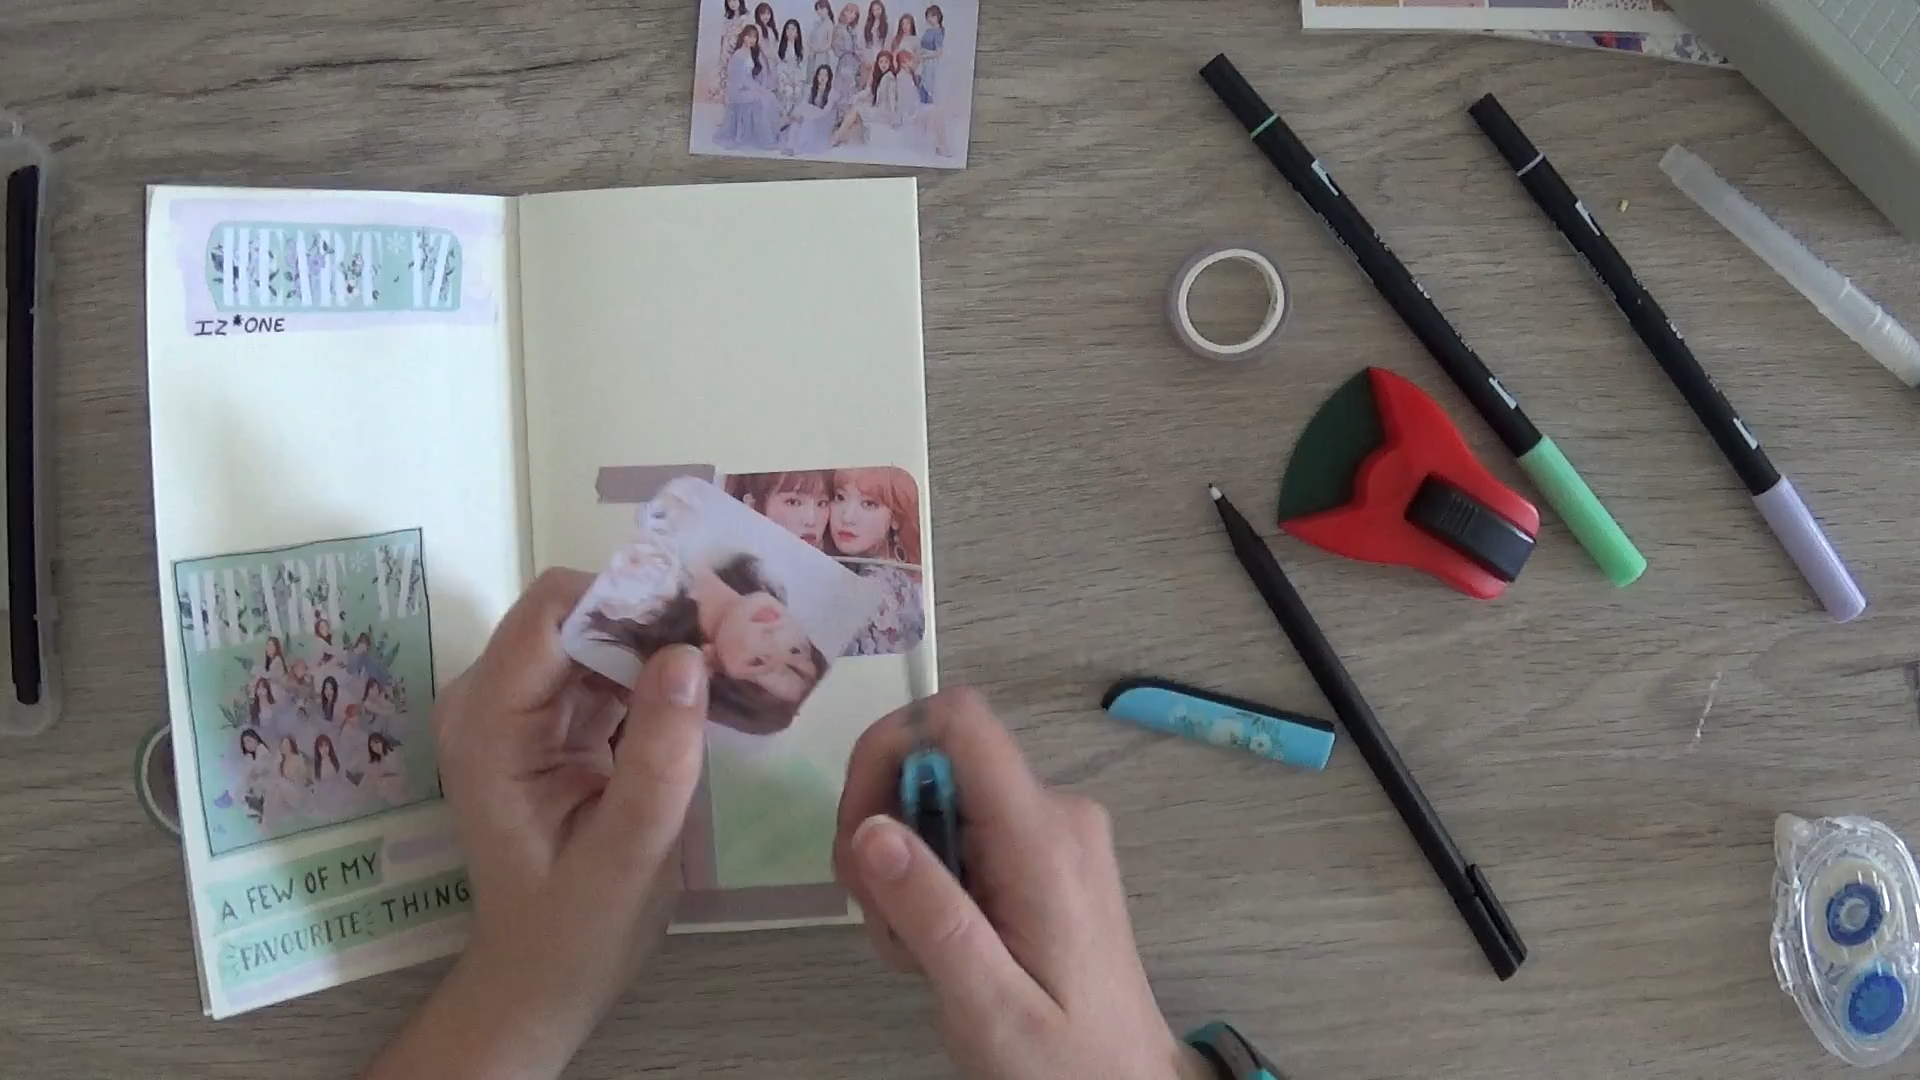 HEART*IZ
IZ*ONE
HEART*IZ
A FEW OF MY
FAVOURITE THING